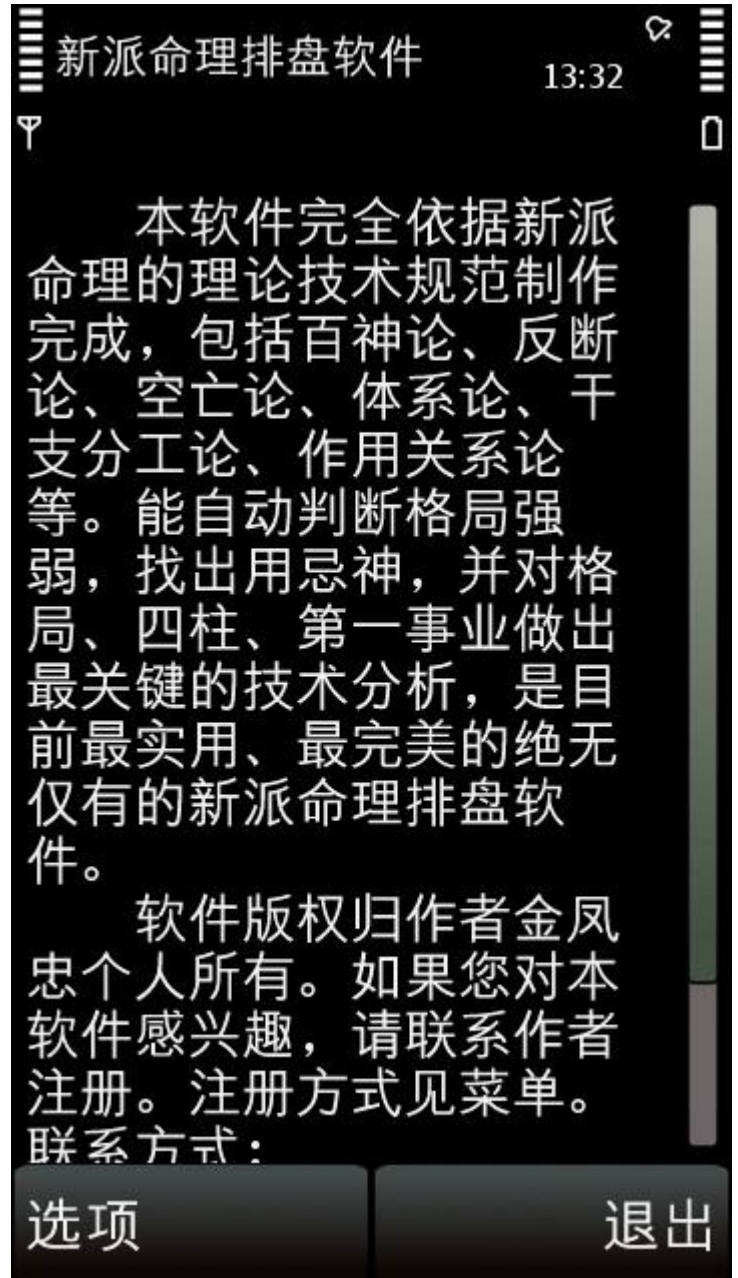 新派命理排盘软件
13:32
本软件完全依据新派
命理的理论技术规范制作
完成，包括百神论、反断
论、空亡论、体系论、干
支分工论、作用关系论
等。能自动判断格局强
弱，找出用忌神，并对格
局、四柱、第一事业做出
最关键的技术分析，是目
前最实用、最完美的绝无
仅有的新派命理排盘软
件。
软件版权归作者金凤
忠个人所有。如果您对本
软件感兴趣，请联系作者
注册。注册方式见菜单。
联系方式：
选项
退出